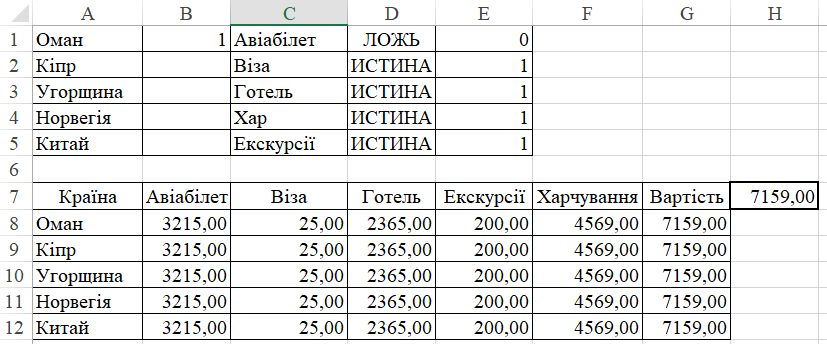 A B C D E F G H
1 Оман 1 Авіабілет ЛОЖЬ 0
2 Кіпр Віза ИСТИНА 1
3 Угорщина Готель ИСТИНА 1
4 Норвегія Хар ИСТИНА 1
5 Китай Екскурсії ИСТИНА 1
6
7 Країна Авіабілет Віза Готель Екскурсії Харчування Вартість 7159,00
8 Оман 3215,00 25,00 2365,00 200,00 4569,00 7159,00
9 Кіпр 3215,00 25,00 2365,00 200,00 4569,00 7159,00
10 Угорщина 3215,00 25,00 2365,00 200,00 4569,00 7159,00
11 Норвегія 3215,00 25,00 2365,00 200,00 4569,00 7159,00
12 Китай 3215,00 25,00 2365,00 200,00 4569,00 7159,00